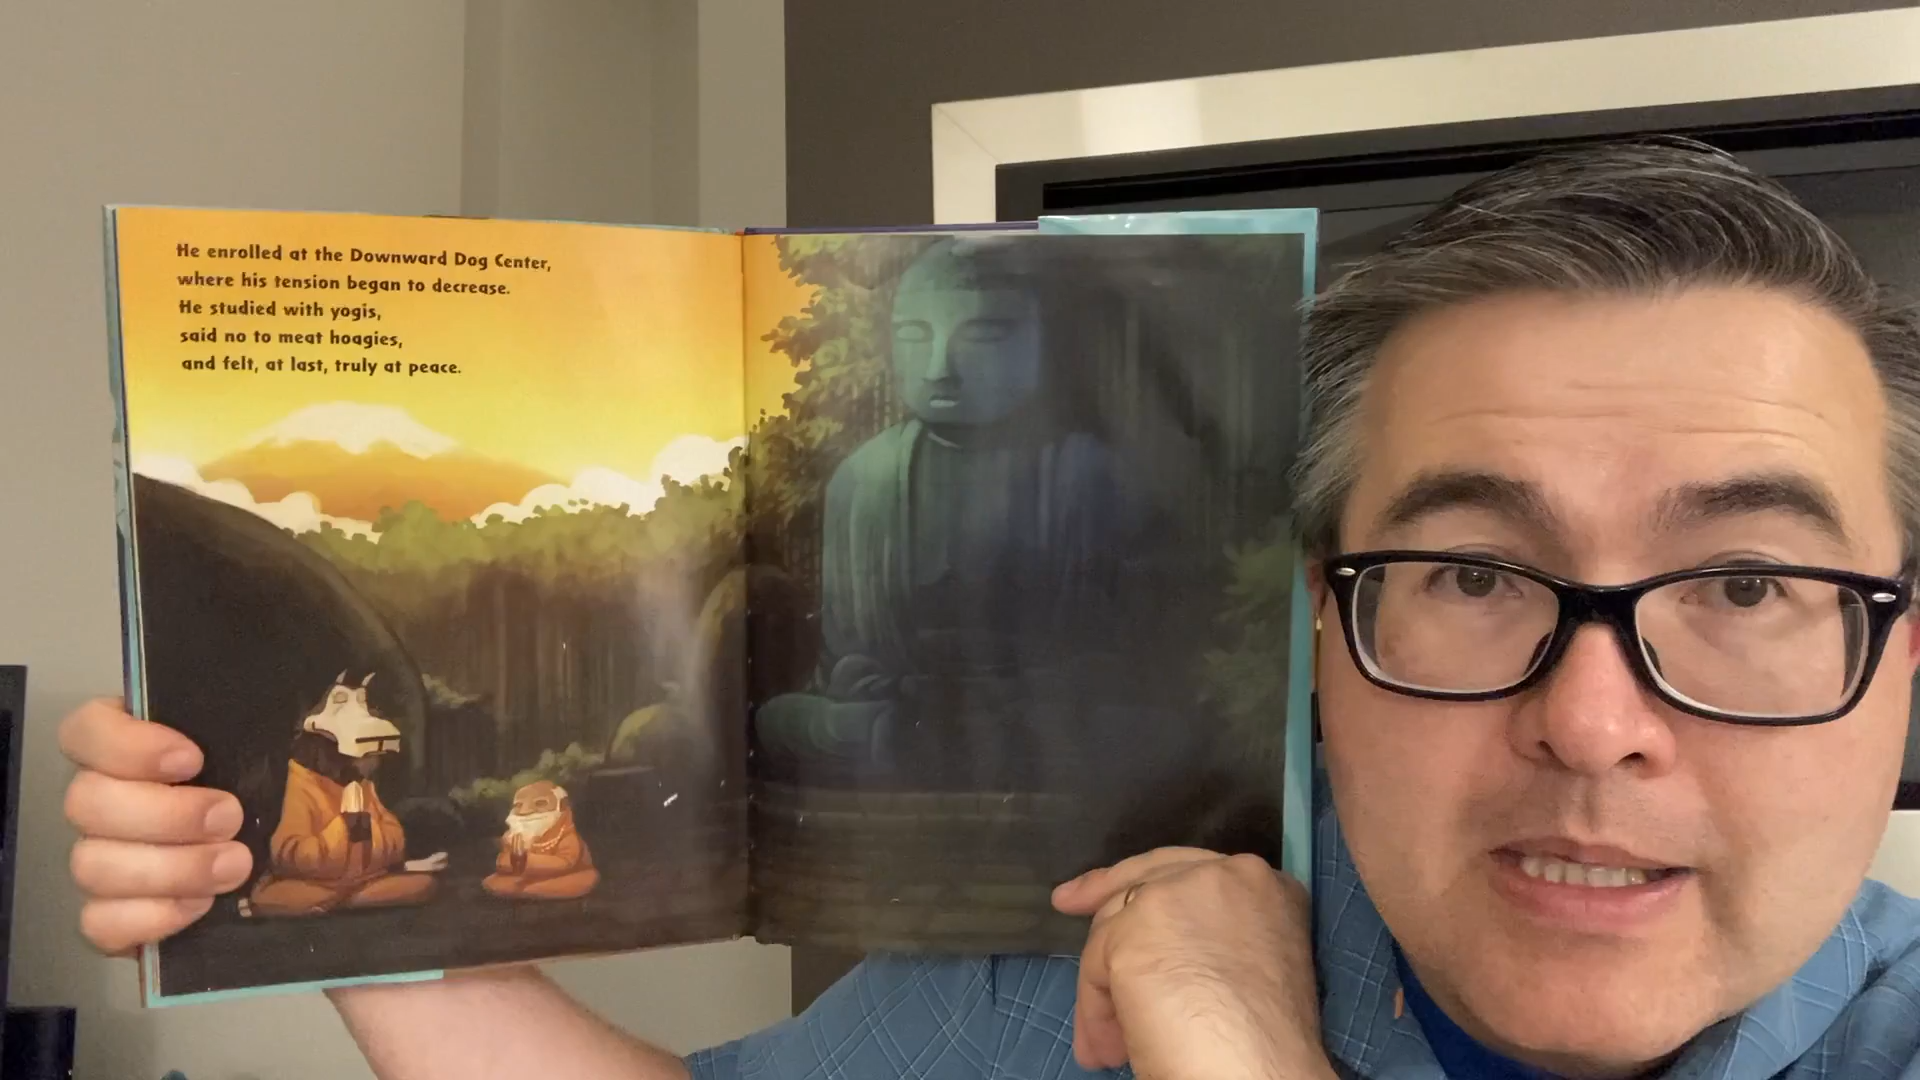 He enrolled at the Downward Dog Center,
where his tension began to decrease.
He studied with yogis,
said no to meat hoagies,
and felt, at last, truly at peace.